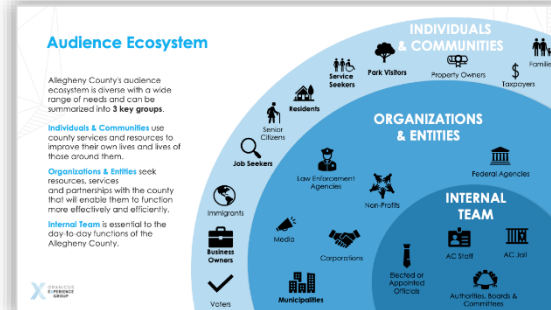 Audience Ecosystem
Allegheny County's audience
ecosystem is diverse with a wide
range of needs and can be
summarized into 3 key groups.
Individuals & Communities use
county services and resources to
improve their own lives and lives of
those around them.
Organizations & Entities seek
resources, services
and partnerships with the county
that will enable them to function
more effectively and efficiently.
Internal Team is essential to the
day-to-day functions of the
Allegheny County.
EXPERIENCE
GROUP
INDIVIDUALS
& COMMUNITIES
Families
Service
Seekers
Park Visitors
Property Owners
$
Taxpayers
Residents
Senior
Citizens
Job Seekers
Immigrants
Business
Owners
Voters
ORGANIZATIONS
& ENTITIES
Law Enforcement
Agencies
Non-Profits
Federal Agencies
Media
Corporations
Municipalities
INTERNAL
TEAM
AC Staff
AC Jail
Elected or
Appointed
Officials
Authorities, Boards &
Committees